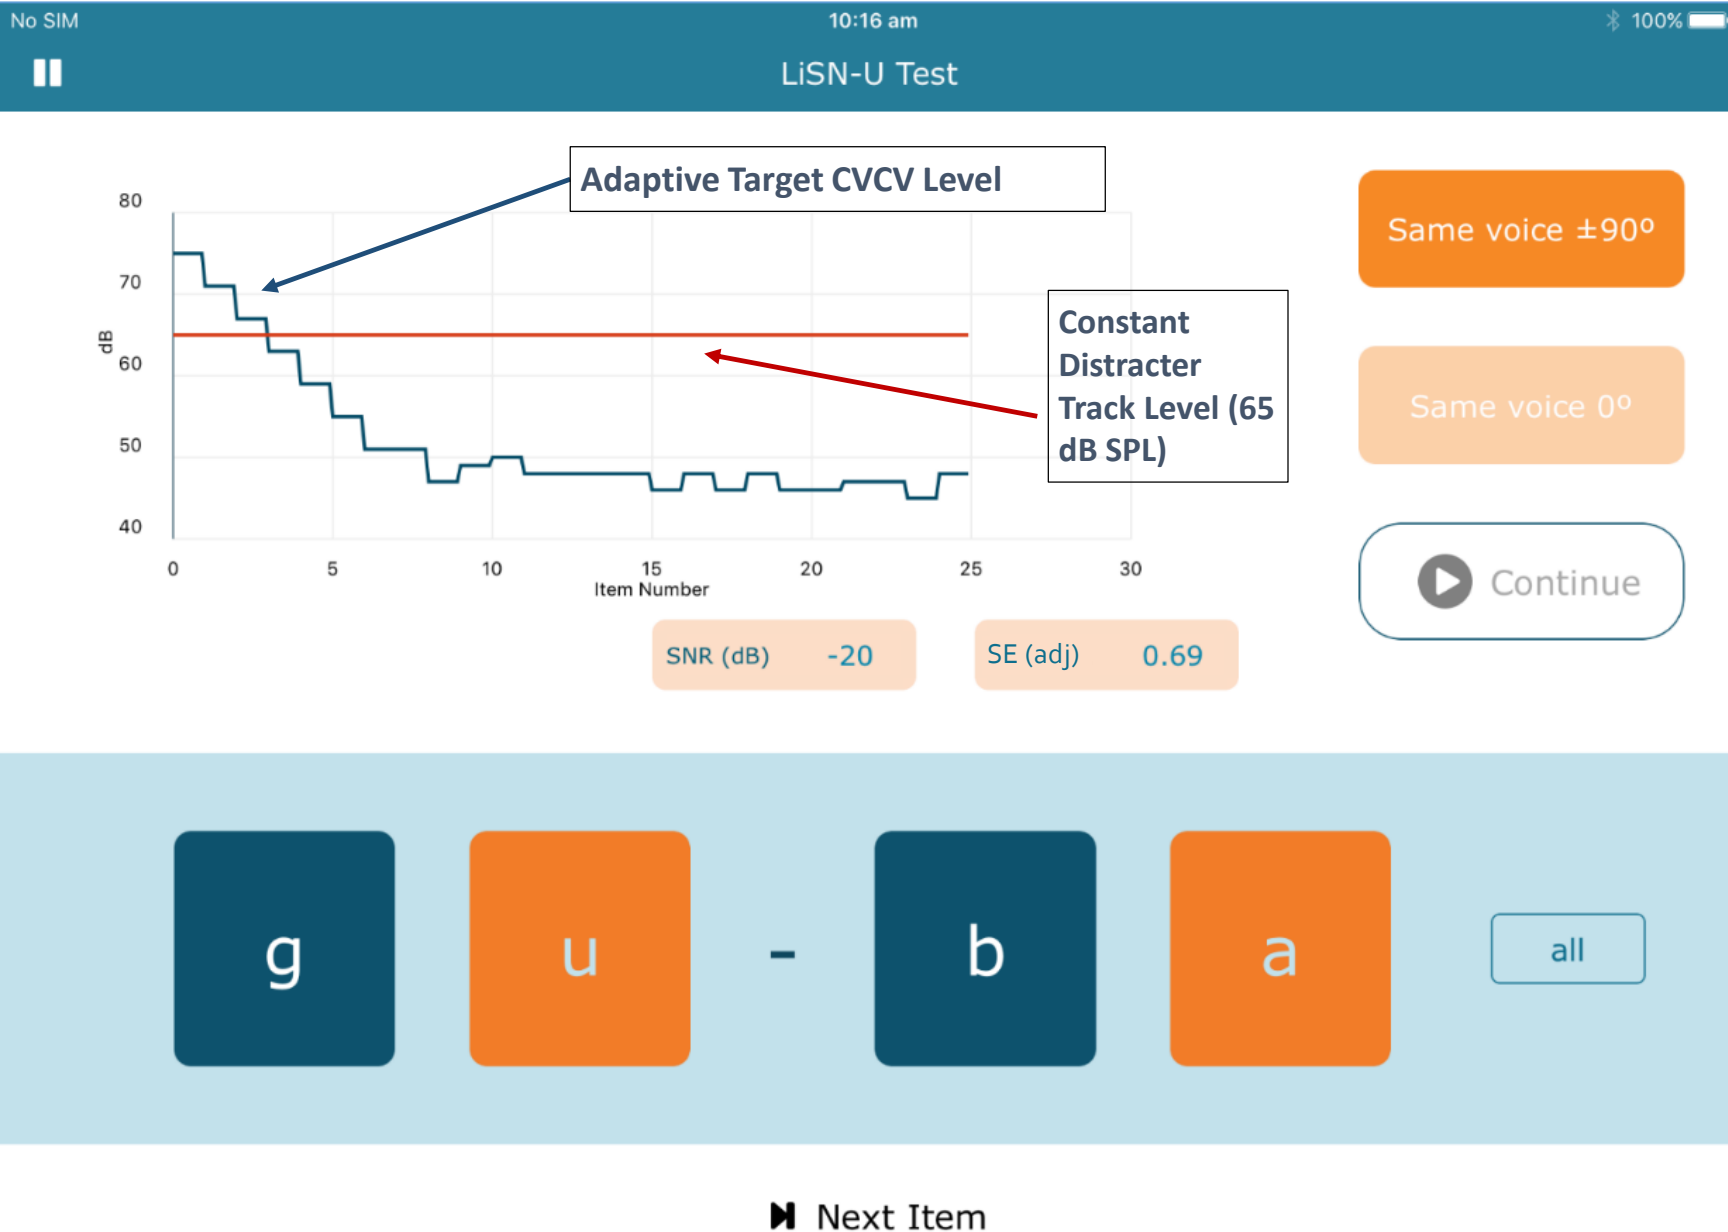 No SIM
10:16 am
100%
LiSN-U Test
Adaptive Target CVCV Level
80
70
60
50
40
dB
Constant
Distracter
Track Level (65
dB SPL)
0
5
10
15
20
25
30
Item Number
SNR (dB) -20
SE (adj) 0.69
Same voice ±90º
Same voice 0º
Continue
g u - b a
all
Next Item